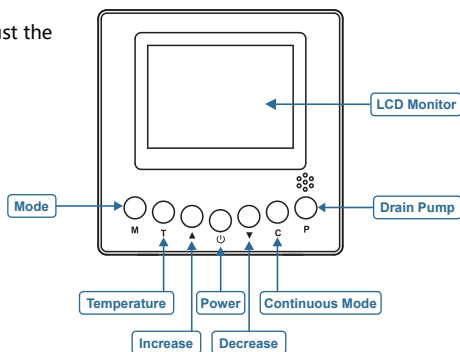 ust the
LCD Monitor
Mode
Drain Pump
M
T
▲
⏻
▼
C
P
Temperature
Power
Continuous Mode
Increase
Decrease